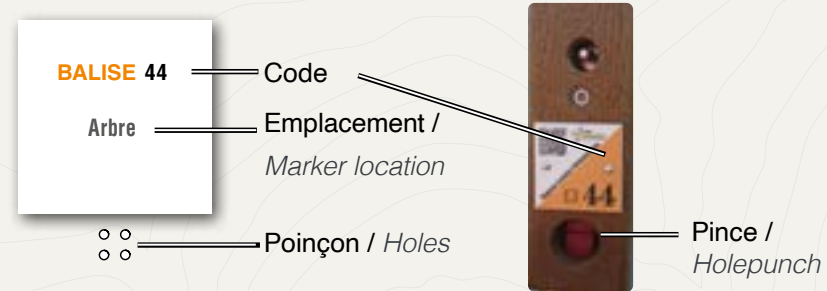 BALISE 44
Arbre
Code
Emplacement /
Marker location
Poinçon / Holes
44
Pince /
Holepunch